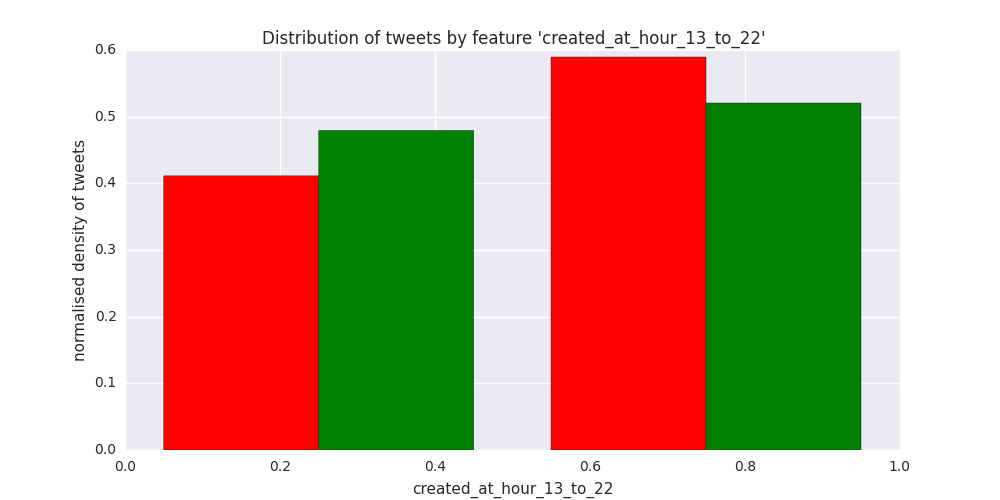 Distribution of tweets by feature 'created_at_hour_13_to_22'
normalised density of tweets
0.6
0.5
0.4
0.3
0.2
0.1
0.0
0.0 0.2 0.4 0.6 0.8 1.0
created_at_hour_13_to_22